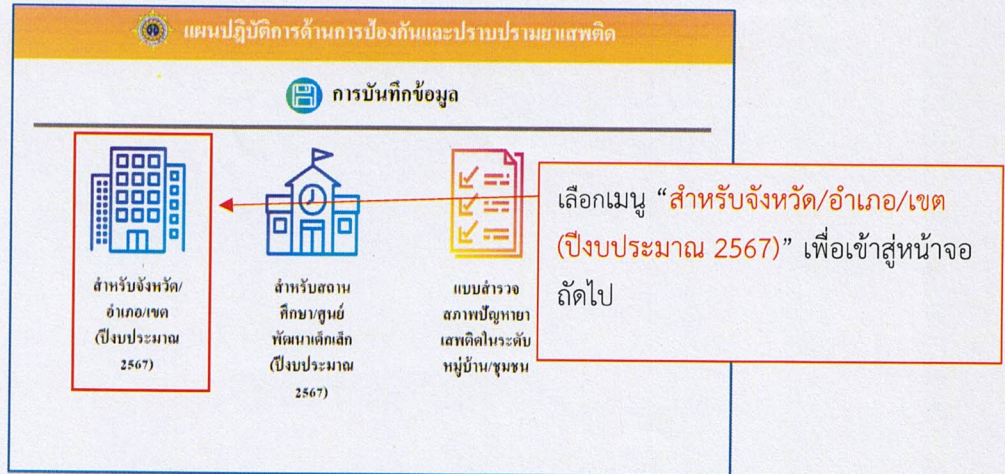 แผนปฏิบัติการด้านการป้องกันและปราบปรามยาเสพติด
การบันทึกข้อมูล
สำหรับจังหวัด/
อำเภอ/เขต
(ปีงบประมาณ
2567)
สำหรับสถาน
ศึกษา/ศูนย์
พัฒนาเด็กเล็ก
(ปีงบประมาณ
2567)
แบบสำรวจ
สภาพปัญหายา
เสพติดในระดับ
หมู่บ้าน/ชุมชน
เลือกเมนู “สำหรับจังหวัด/อำเภอ/เขต
(ปีงบประมาณ 2567)” เพื่อเข้าสู่หน้าจอ
ถัดไป